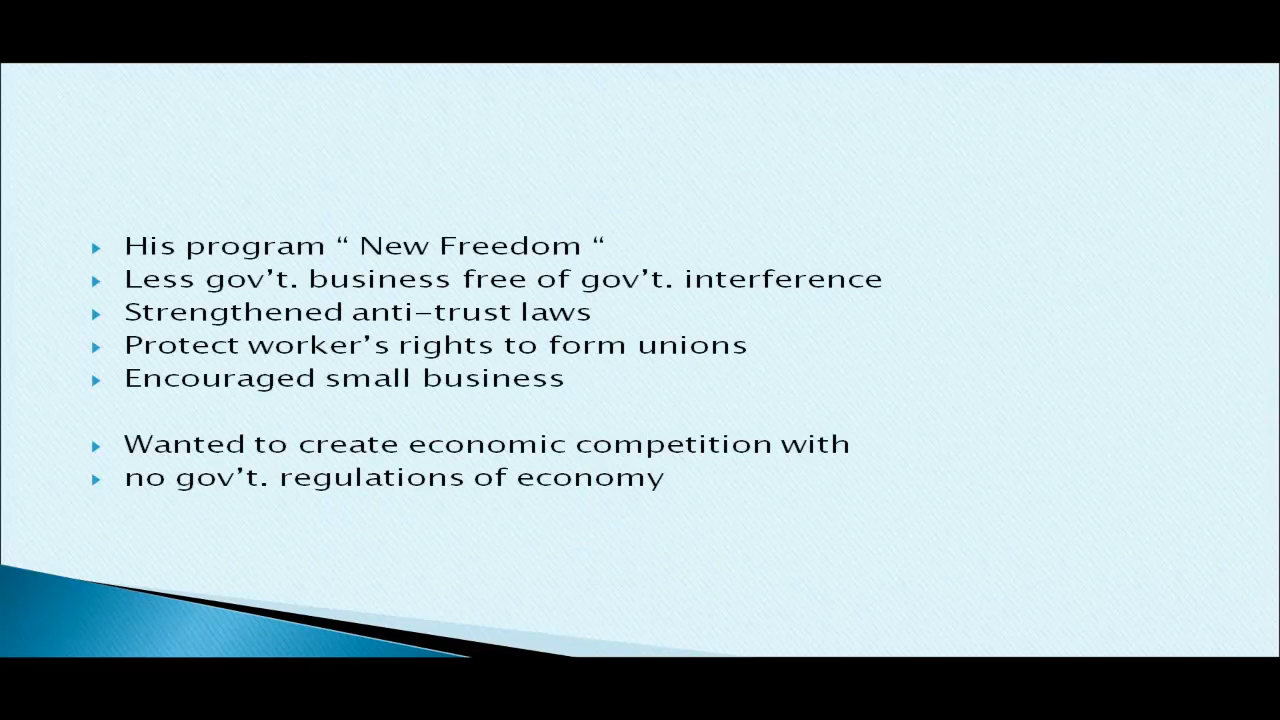 His program “ New Freedom “
Less gov’t. business free of gov’t. interference
Strengthened anti-trust laws
Protect worker’s rights to form unions
Encouraged small business
Wanted to create economic competition with
no gov’t. regulations of economy